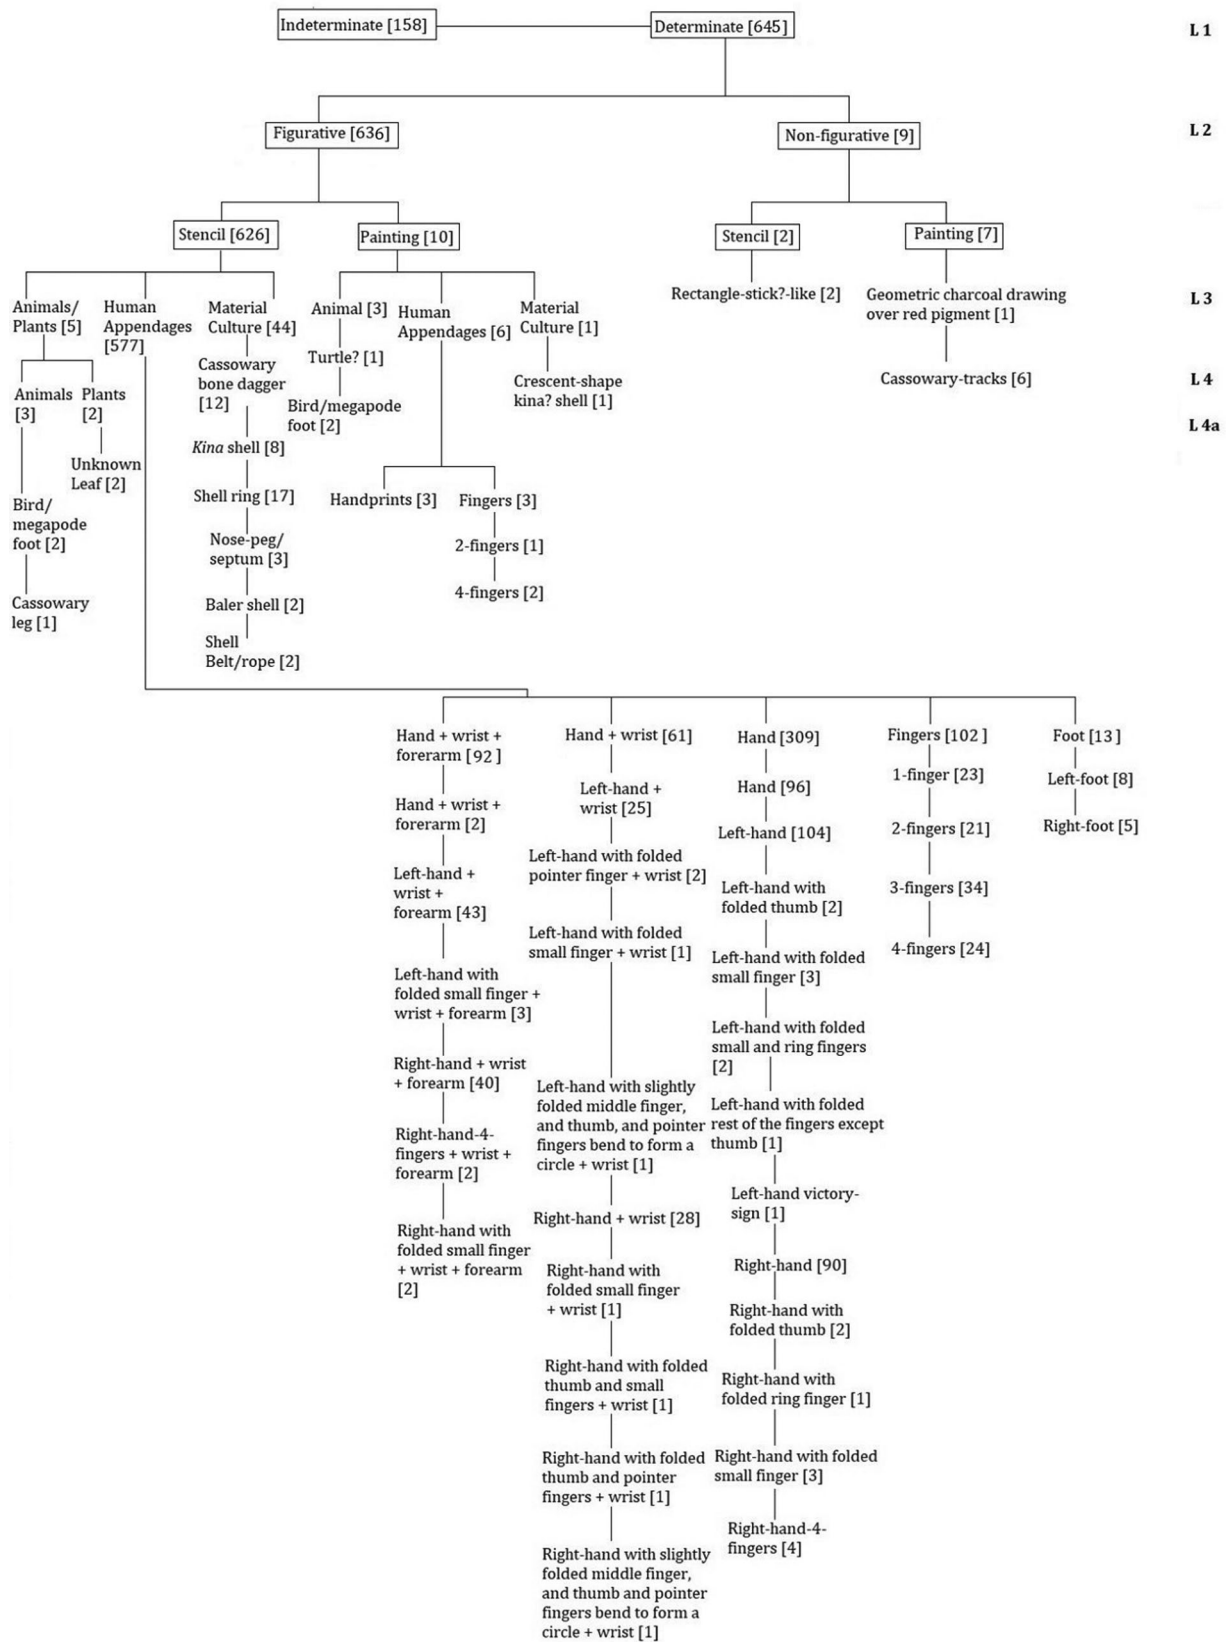 Indeterminate [158]
Determinate [645]
L 1
Figurative [636]
Non-figurative [9]
L 2
Stencil [626]
Painting [10]
Stencil [2]
Painting [7]
Animals/
Plants [5]
Human
Appendages
[577]
Material
Culture [44]
Animal [3]
Human
Appendages [6]
Material
Culture [1]
Rectangle-stick?-like [2]
Geometric charcoal drawing
over red pigment [1]
L 3
Animals
[3]
Plants
[2]
Cassowary
bone dagger
[12]
Turtle? [1]
Bird/megapode
foot [2]
Crescent-shape
kina? shell [1]
Cassowary-tracks [6]
L 4
L 4a
Unknown
Leaf [2]
Bird/
megapode
foot [2]
Cassowary
leg [1]
Kina shell [8]
Shell ring [17]
Nose-peg/
septum [3]
Baler shell [2]
Shell
Belt/rope [2]
Handprints [3]
Fingers [3]
2-fingers [1]
4-fingers [2]
Hand + wrist +
forearm [92 ]
Hand + wrist +
forearm [2]
Left-hand +
wrist +
forearm [43]
Left-hand with
folded small finger +
wrist + forearm [3]
Right-hand + wrist
+ forearm [40]
Right-hand-4-
fingers + wrist +
forearm [2]
Right-hand with
folded small finger
+ wrist + forearm
[2]
Hand + wrist [61]
Left-hand +
wrist [25]
Left-hand with folded
pointer finger + wrist [2]
Left-hand with folded
small finger + wrist [1]
Left-hand with slightly
folded middle finger,
and thumb, and pointer
fingers bend to form a
circle + wrist [1]
Right-hand + wrist [28]
Right-hand with
folded small finger
+ wrist [1]
Right-hand with folded
thumb and small
fingers + wrist [1]
Right-hand with folded
thumb and pointer
fingers + wrist [1]
Right-hand with slightly
folded middle finger,
and thumb and pointer
fingers bend to form a
circle + wrist [1]
Hand [309]
Hand [96]
Left-hand [104]
Left-hand with
folded thumb [2]
Left-hand with folded
small finger [3]
Left-hand with folded
small and ring fingers
[2]
Left-hand with folded
rest of the fingers except
thumb [1]
Left-hand victory-
sign [1]
Right-hand [90]
Right-hand with
folded thumb [2]
Right-hand with
folded ring finger [1]
Right-hand with folded
small finger [3]
Right-hand-4-
fingers [4]
Fingers [102 ]
1-finger [23]
2-fingers [21]
3-fingers [34]
4-fingers [24]
Foot [13 ]
Left-foot [8]
Right-foot [5]